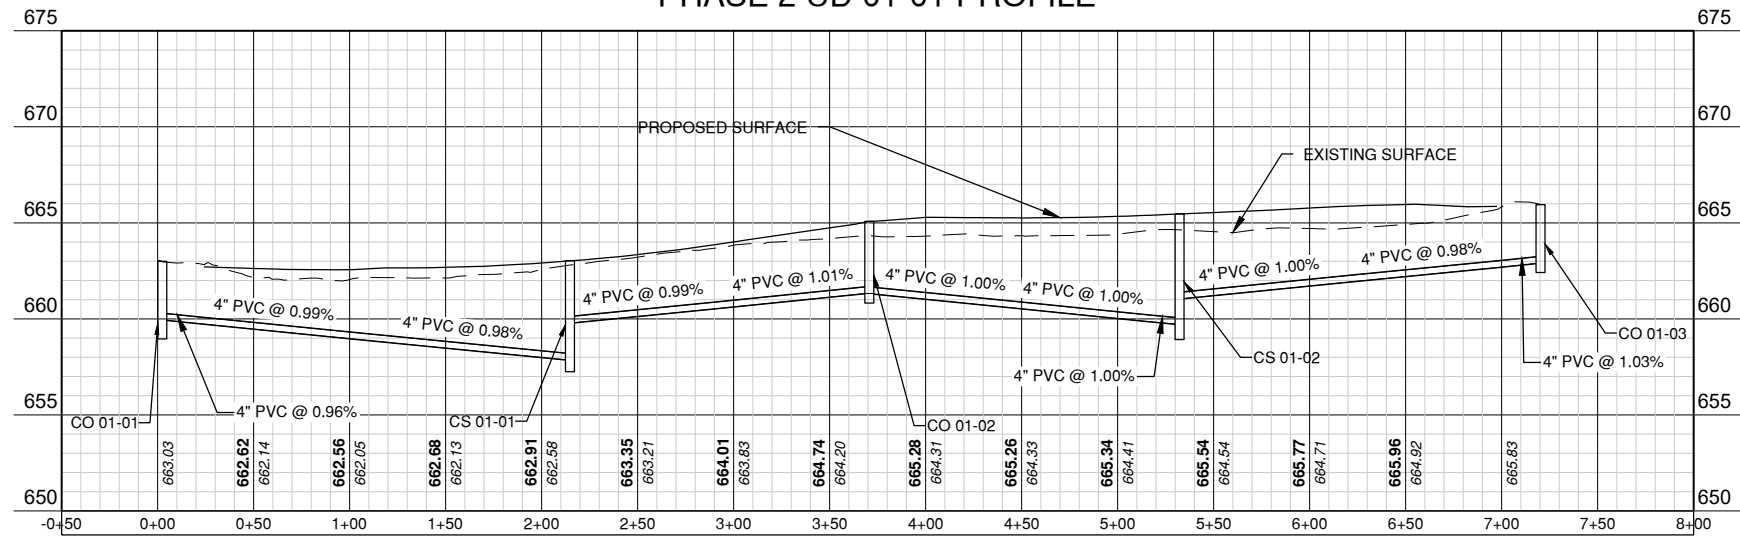 PHASE 2 UD 01-01 PROFILE
675 675
670 670
PROPOSED SURFACE
EXISTING SURFACE
665 665
4" PVC @ 0.99%
4" PVC @ 0.98%
4" PVC @ 0.99%
4" PVC @ 1.01%
4" PVC @ 1.00%
4" PVC @ 1.00%
4" PVC @ 1.00%
4" PVC @ 0.98%
660 660
CO 01-03
CS 01-02
4" PVC @ 1.03%
4" PVC @ 1.00%
4" PVC @ 0.96%
655 655
CO 01-01
CS 01-01
CO 01-02
663.03
662.62 662.14
662.56 662.05
662.68 662.13
662.91 662.58
663.35 663.21
664.01 663.83
664.74 664.20
665.28 664.31
665.26 664.33
665.34 664.41
665.54 664.54
665.77 664.71
665.96 664.92
665.83
650 650
-0+50 0+00 0+50 1+00 1+50 2+00 2+50 3+00 3+50 4+00 4+50 5+00 5+50 6+00 6+50 7+00 7+50 8+00